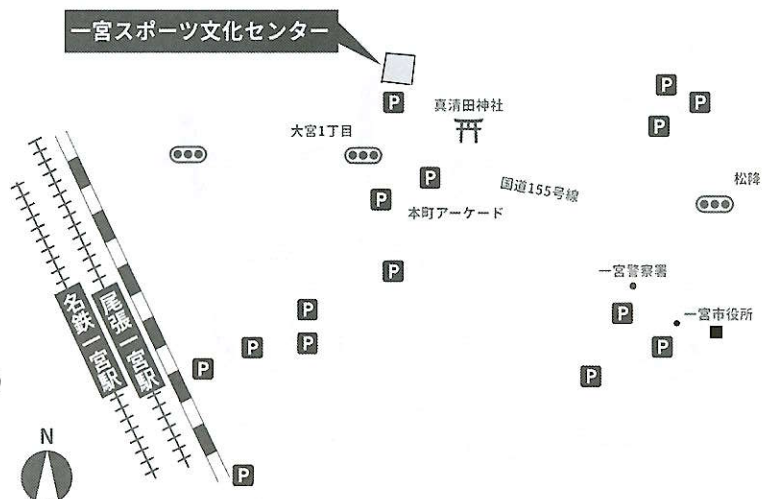 一宮スポーツ文化センター
P
P
P
P
真清田神社
大宮1丁目
P
P
国道155号線
松降
本町アーケード
P
一宮警察署
P
P
一宮市役所
P
P
P
P
P
名鉄一宮駅
尾張一宮駅
P
N